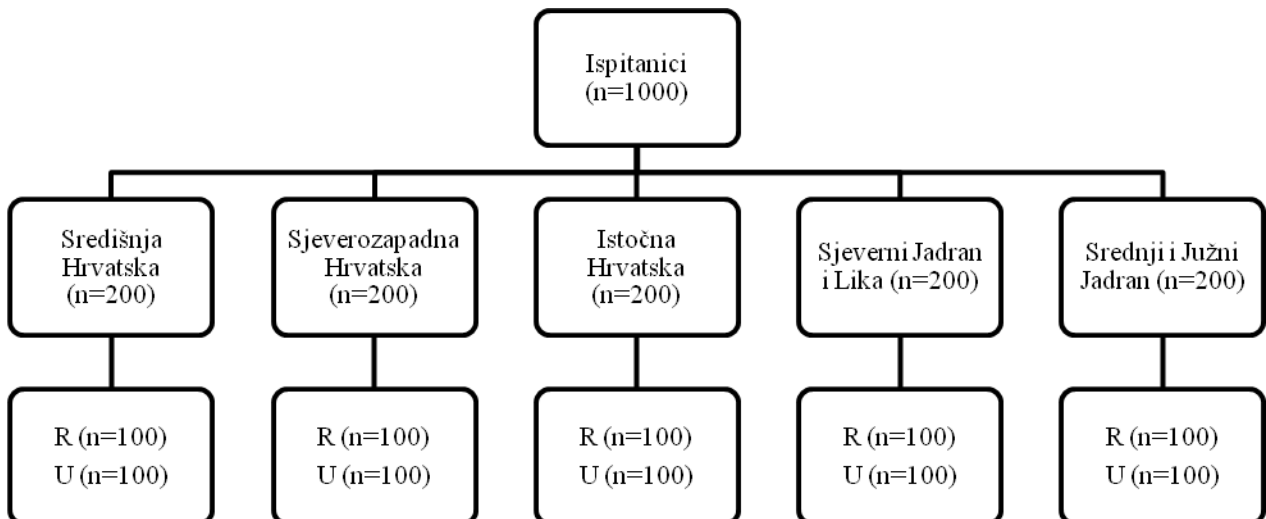 Ispitanici
(n=1000)
Središnja
Hrvatska
(n=200)
Sjeverozapadna
Hrvatska
(n=200)
Istočna
Hrvatska
(n=200)
Sjeverni Jadran
i Lika (n=200)
Srednji i Južni
Jadran (n=200)
R (n=100)
U (n=100)
R (n=100)
U (n=100)
R (n=100)
U (n=100)
R (n=100)
U (n=100)
R (n=100)
U (n=100)